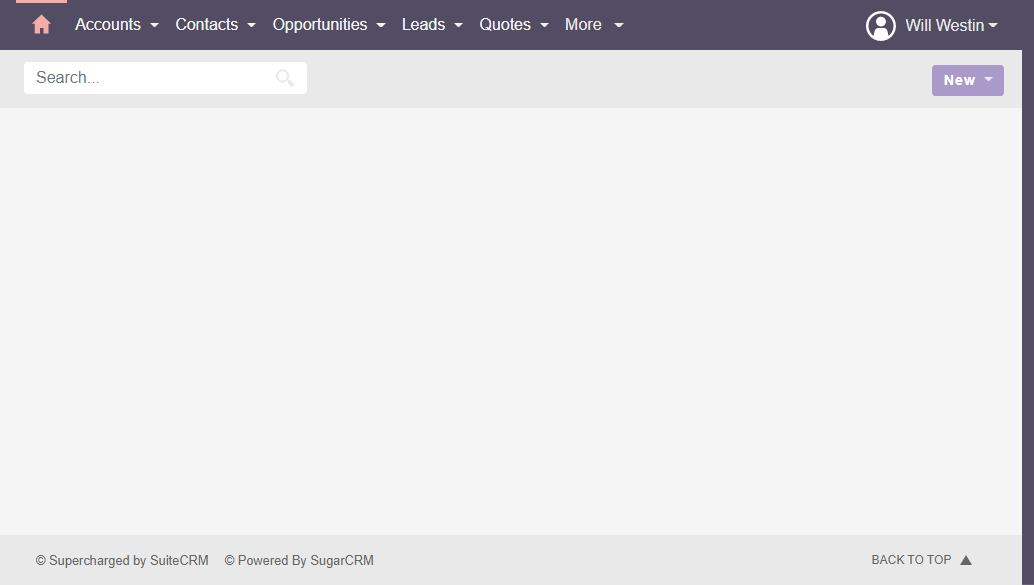 Accounts Contacts Opportunities Leads Quotes More Will Westin
Search...
New
© Supercharged by SuiteCRM © Powered By SugarCRM BACK TO TOP